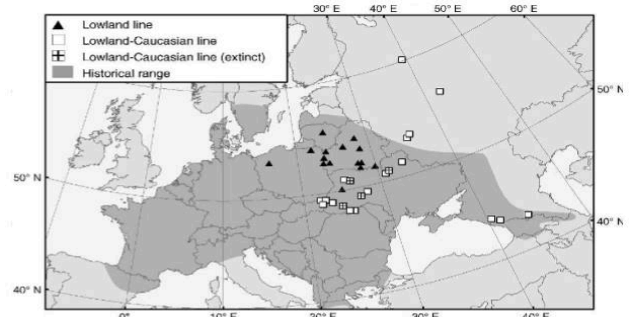 30° E 40° E 50° E 60° E
Lowland line
Lowland-Caucasian line
Lowland-Caucasian line (extinct)
Historical range
50° N
50° N
40° N
40° N
0° 10° E 20° E 30° E 40° E